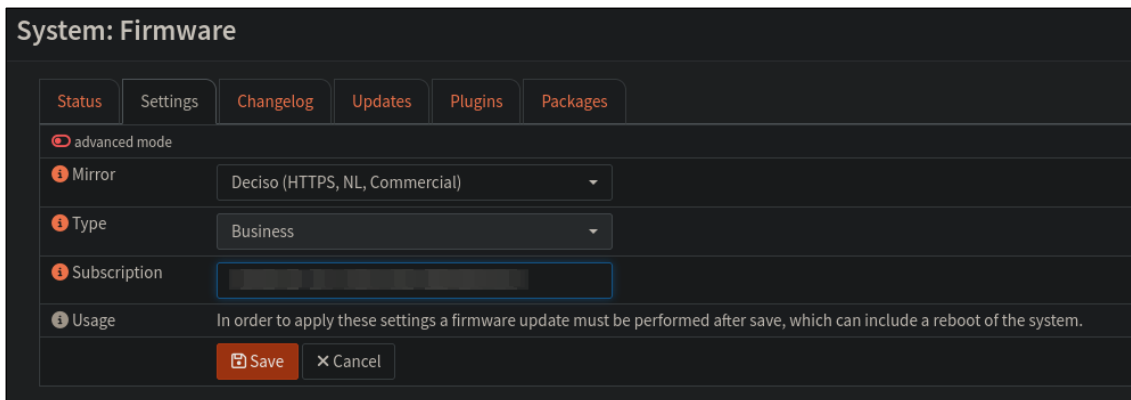 System: Firmware
Status Settings Changelog Updates Plugins Packages
advanced mode
Mirror Deciso (HTTPS, NL, Commercial)
Type Business
Subscription
Usage In order to apply these settings a firmware update must be performed after save, which can include a reboot of the system.
Save Cancel